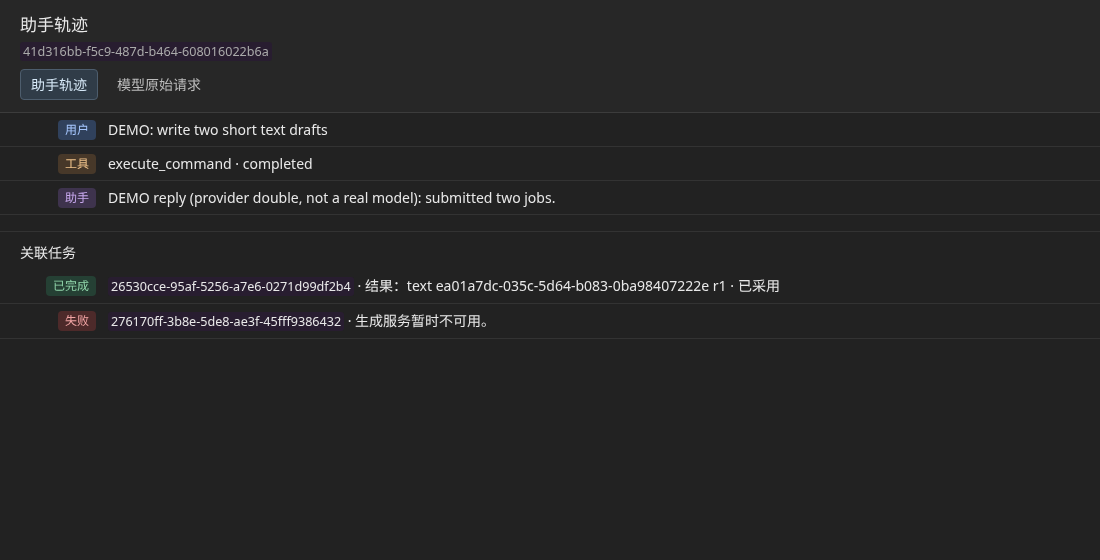 助手轨迹
41d316bb-f5c9-487d-b464-608016022b6a
助手轨迹 模型原始请求
用户 DEMO: write two short text drafts
工具 execute_command · completed
助手 DEMO reply (provider double, not a real model): submitted two jobs.
关联任务
已完成 26530cce-95af-5256-a7e6-0271d99df2b4 · 结果：text ea01a7dc-035c-5d64-b083-0ba98407222e r1 · 已采用
失败 276170ff-3b8e-5de8-ae3f-45fff9386432 · 生成服务暂时不可用。